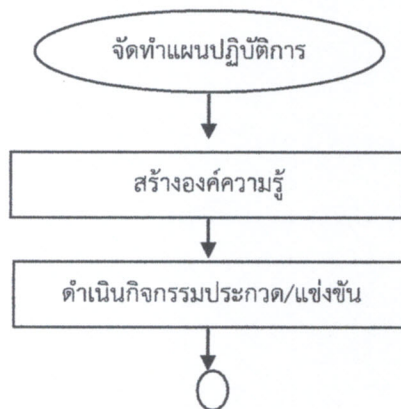 จัดทำแผนปฏิบัติการ
สร้างองค์ความรู้
ดำเนินกิจกรรมประกวด/แข่งขัน